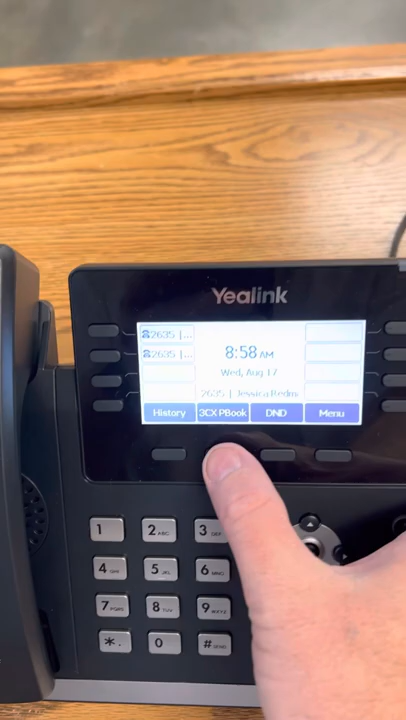 Yealink
2635 |...
2635 |...
8:58 AM
Wed, Aug 17
2635 | Jessica Redm
History 3CX PBook DND Menu
1 2 ABC 3 DEF
4 GHI 5 JKL 6 MNO
7 PQRS 8 TUV 9 WXYZ
*. 0 #SEND